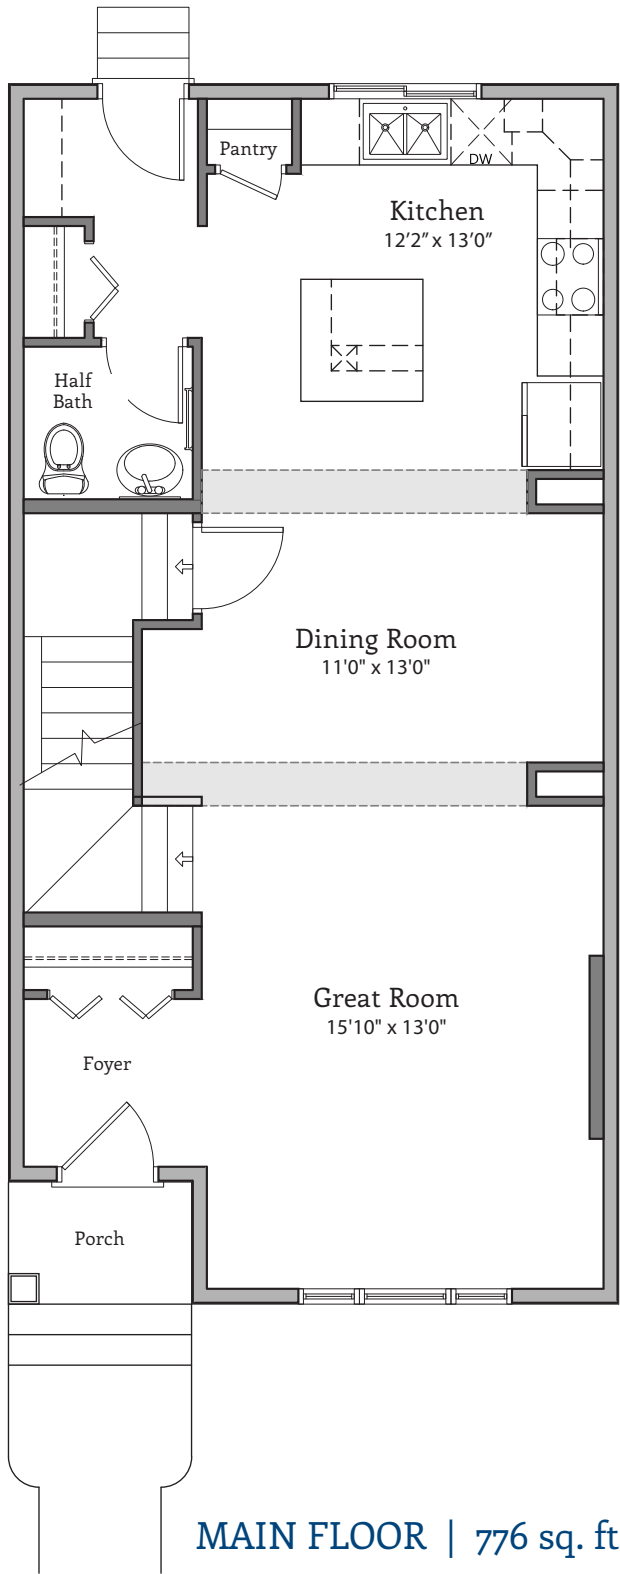 Pantry
DW
Kitchen
12'2" x 13'0"
Half
Bath
Dining Room
11'0" x 13'0"
Great Room
15'10" x 13'0"
Foyer
Porch
MAIN FLOOR | 776 sq. ft